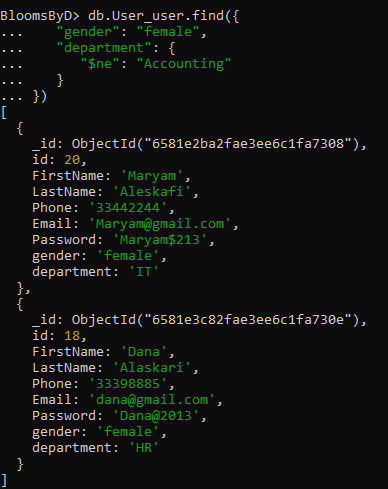 BloomsByD> db.User_user.find({
...     "gender": "female",
...     "department": {
...        "$ne": "Accounting"
...     }
... })
[
  {
    _id: ObjectId("6581e2ba2fae3ee6c1fa7308"),
    id: 20,
    FirstName: 'Maryam',
    LastName: 'Aleskafi',
    Phone: '33442244',
    Email: 'Maryam@gmail.com',
    Password: 'Maryam$213',
    gender: 'female',
    department: 'IT'
  },
  {
    _id: ObjectId("6581e3c82fae3ee6c1fa730e"),
    id: 18,
    FirstName: 'Dana',
    LastName: 'Alaskari',
    Phone: '33398885',
    Email: 'dana@gmail.com',
    Password: 'Dana@2013',
    gender: 'female',
    department: 'HR'
  }
]